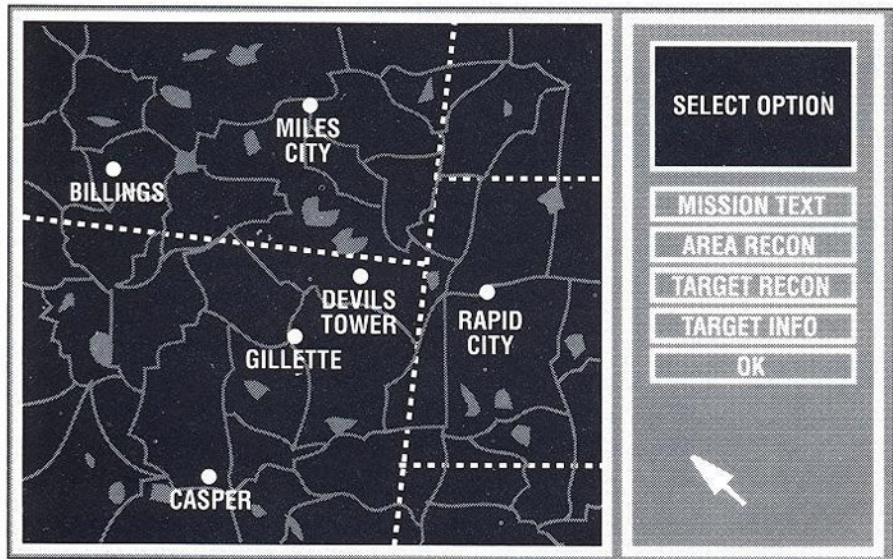 MILES
CITY
BILLINGS
DEVILS
TOWER
RAPID
CITY
GILLETTE
CASPER
SELECT OPTION
MISSION TEXT
AREA RECON
TARGET RECON
TARGET INFO
OK